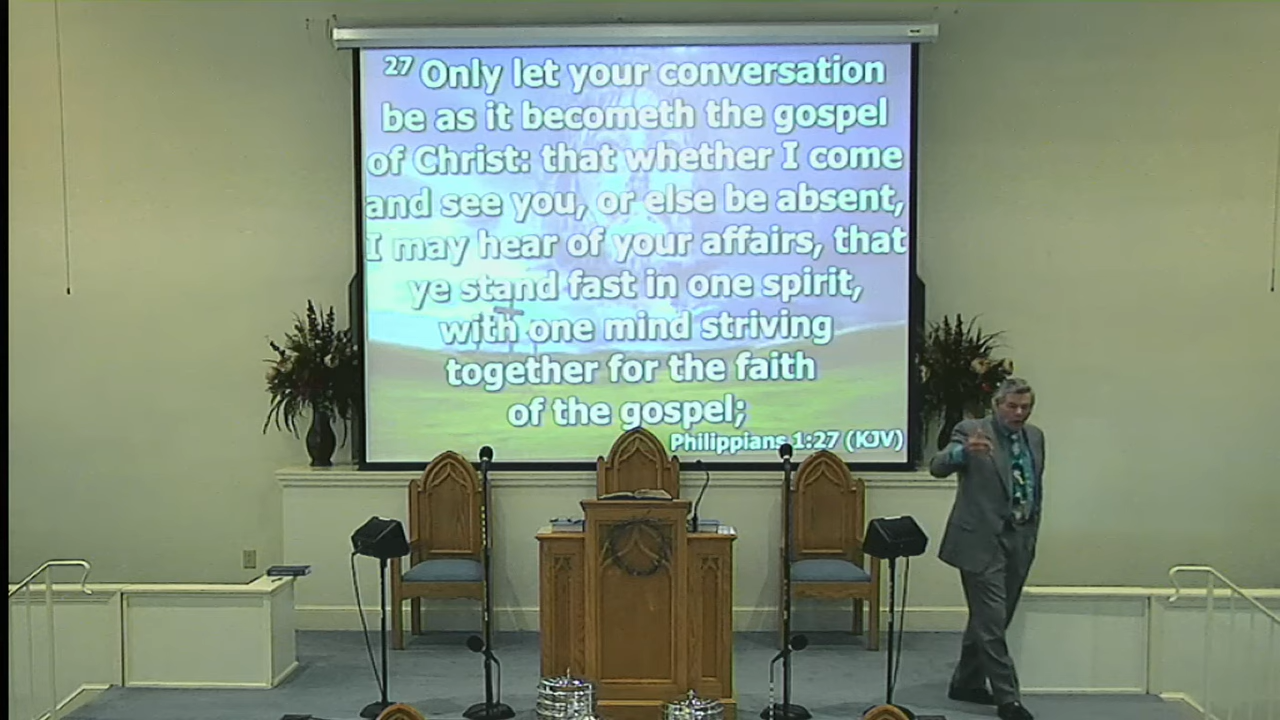 27 Only let your conversation
be as it becometh the gospel
of Christ: that whether I come
and see you, or else be absent,
I may hear of your affairs, that
ye stand fast in one spirit,
with one mind striving
together for the faith
of the gospel;
Philippians 1:27 (KJV)